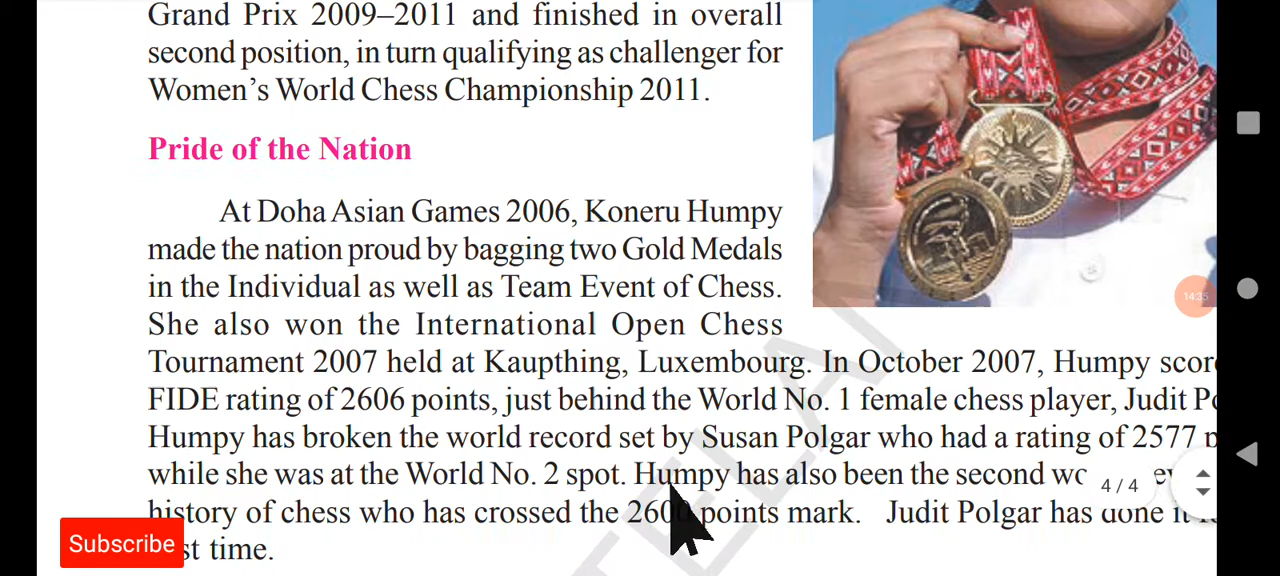 Grand Prix 2009–2011 and finished in overall
second position, in turn qualifying as challenger for
Women's World Chess Championship 2011.
Pride of the Nation
At Doha Asian Games 2006, Koneru Humpy
made the nation proud by bagging two Gold Medals
in the Individual as well as Team Event of Chess.
She also won the International Open Chess
Tournament 2007 held at Kaupthing, Luxembourg. In October 2007, Humpy
FIDE rating of 2606 points, just behind the World No. 1 female chess player, Judit
Humpy has broken the world record set by Susan Polgar who had a rating of 2577
while she was at the World No. 2 spot. Humpy has also been the second
history of chess who has crossed the 2600 points mark. Judit Polgar has done it
time.
14:35
4/4
Subscribe